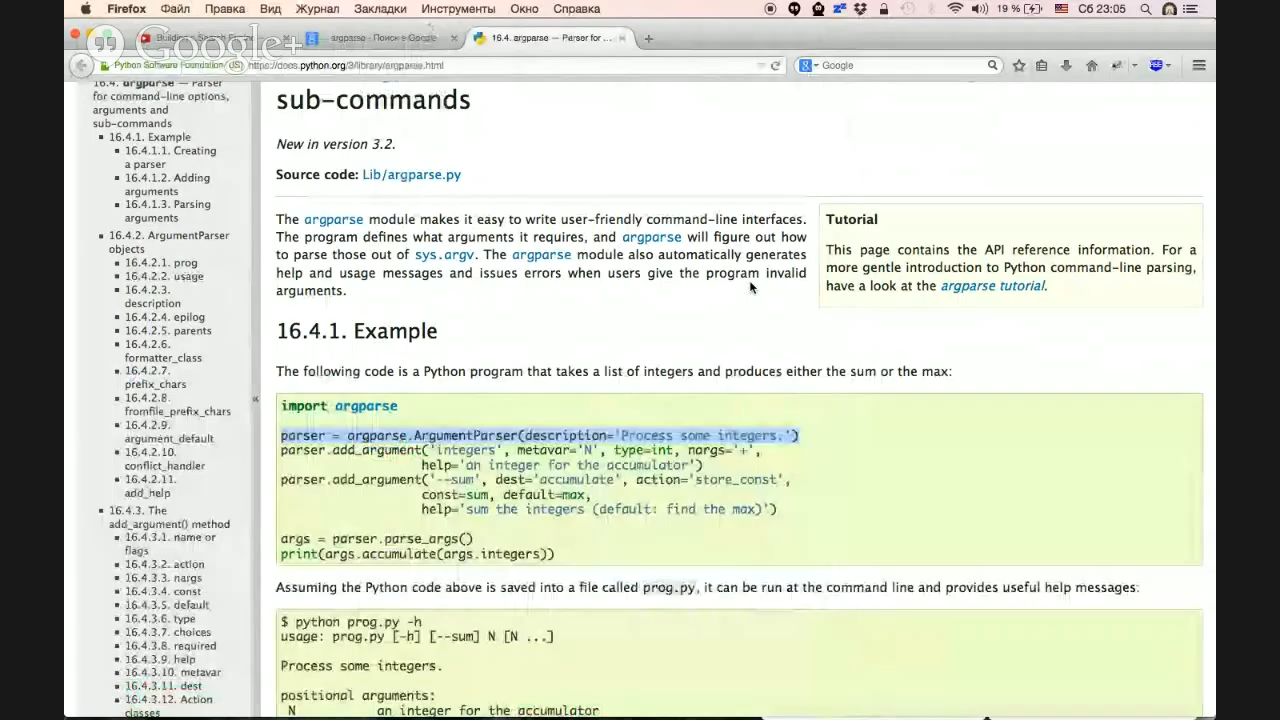 Firefox Файл Правка Вид Журнал Закладки Инструменты Окно Справка 19 % Сб 23:05
Google+
argparse - Поиск в Google 16.4. argparse — Parser for ...
Python Software Foundation (US) https://docs.python.org/3/library/argparse.html Google
16.4. argparse — Parser
for command-line options,
arguments and
sub-commands
16.4.1. Example
16.4.1.1. Creating
a parser
16.4.1.2. Adding
arguments
16.4.1.3. Parsing
arguments
16.4.2. ArgumentParser
objects
16.4.2.1. prog
16.4.2.2. usage
16.4.2.3.
description
16.4.2.4. epilog
16.4.2.5. parents
16.4.2.6.
formatter_class
16.4.2.7.
prefix_chars
16.4.2.8.
fromfile_prefix_chars
16.4.2.9.
argument_default
16.4.2.10.
conflict_handler
16.4.2.11.
add_help
16.4.3. The
add_argument() method
16.4.3.1. name or
flags
16.4.3.2. action
16.4.3.3. nargs
16.4.3.4. const
16.4.3.5. default
16.4.3.6. type
16.4.3.7. choices
16.4.3.8. required
16.4.3.9. help
16.4.3.10. metavar
16.4.3.11. dest
16.4.3.12. Action
classes
«
sub-commands
New in version 3.2.
Source code: Lib/argparse.py
The argparse module makes it easy to write user-friendly command-line interfaces.
The program defines what arguments it requires, and argparse will figure out how
to parse those out of sys.argv. The argparse module also automatically generates
help and usage messages and issues errors when users give the program invalid
arguments.
Tutorial
This page contains the API reference information. For a
more gentle introduction to Python command-line parsing,
have a look at the argparse tutorial.
16.4.1. Example
The following code is a Python program that takes a list of integers and produces either the sum or the max:
import argparse
parser = argparse.ArgumentParser(description='Process some integers.')
parser.add_argument('integers', metavar='N', type=int, nargs='+',
help='an integer for the accumulator')
parser.add_argument('--sum', dest='accumulate', action='store_const',
const=sum, default=max,
help='sum the integers (default: find the max)')
args = parser.parse_args()
print(args.accumulate(args.integers))
Assuming the Python code above is saved into a file called prog.py, it can be run at the command line and provides useful help messages:
$ python prog.py -h
usage: prog.py [-h] [--sum] N [N ...]
Process some integers.
positional arguments:
N an integer for the accumulator